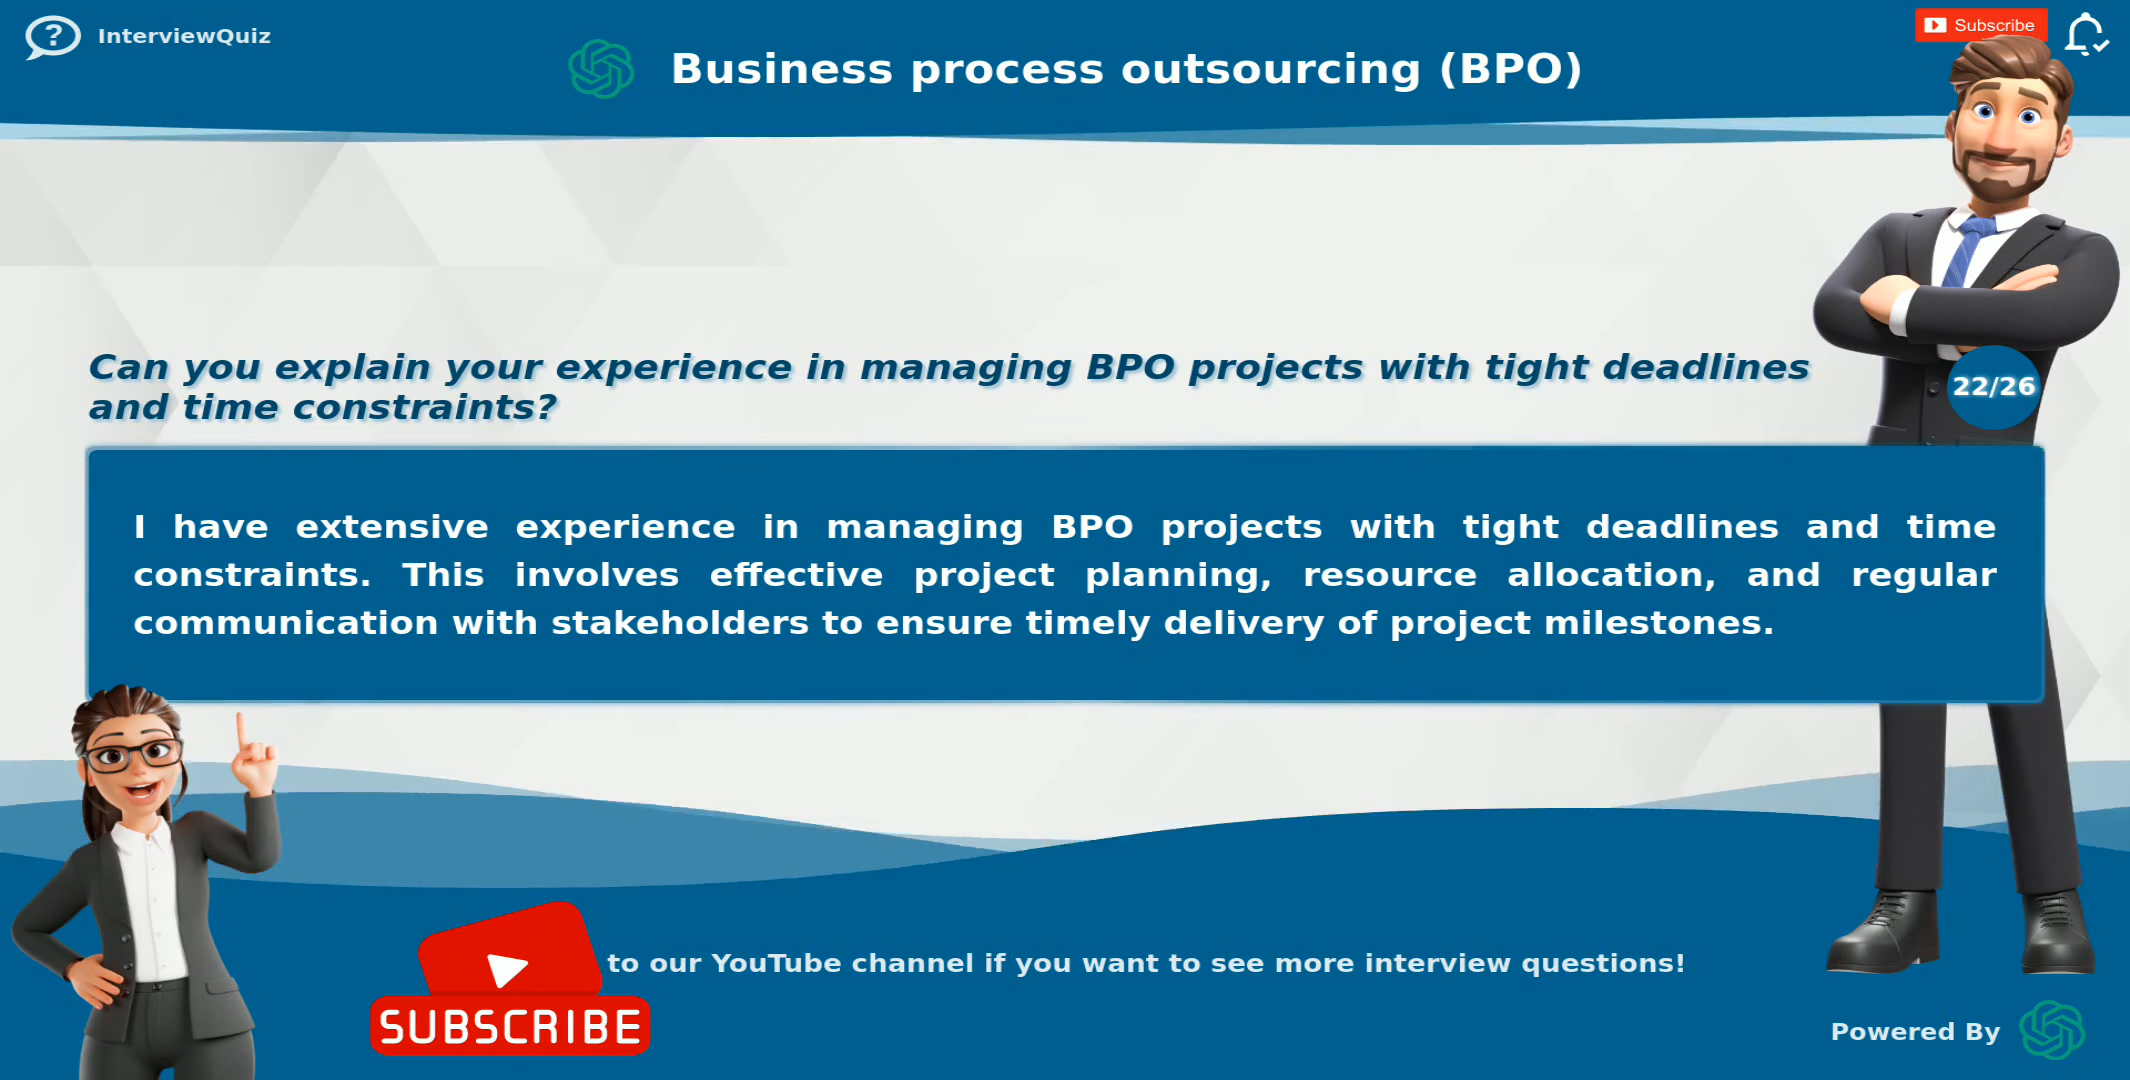 InterviewQuiz
Subscribe
Business process outsourcing (BPO)
Can you explain your experience in managing BPO projects with tight deadlines
and time constraints?
22/26
I have extensive experience in managing BPO projects with tight deadlines and time
constraints. This involves effective project planning, resource allocation, and regular
communication with stakeholders to ensure timely delivery of project milestones.
to our YouTube channel if you want to see more interview questions!
SUBSCRIBE
Powered By